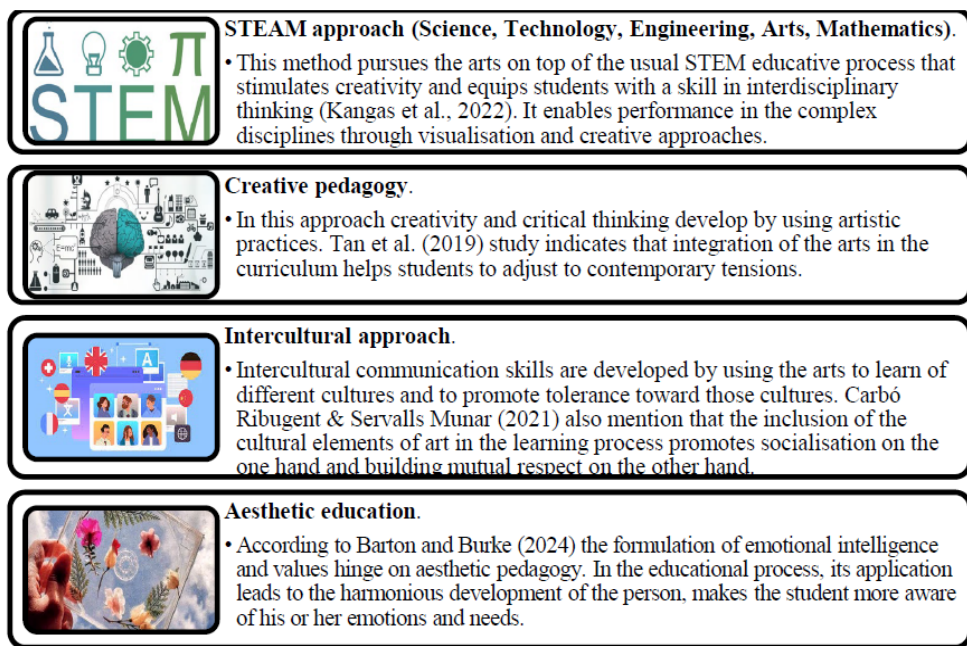 STEAM approach (Science, Technology, Engineering, Arts, Mathematics).
π
STEM
• This method pursues the arts on top of the usual STEM educative process that
stimulates creativity and equips students with a skill in interdisciplinary
thinking (Kangas et al., 2022). It enables performance in the complex
disciplines through visualisation and creative approaches.
Creative pedagogy.
E=mc
• In this approach creativity and critical thinking develop by using artistic
practices. Tan et al. (2019) study indicates that integration of the arts in the
curriculum helps students to adjust to contemporary tensions.
Intercultural approach.
A
• Intercultural communication skills are developed by using the arts to learn of
different cultures and to promote tolerance toward those cultures. Carbó
Ribugent & Servalls Munar (2021) also mention that the inclusion of the
cultural elements of art in the learning process promotes socialisation on the
one hand and building mutual respect on the other hand.
Aesthetic education.
• According to Barton and Burke (2024) the formulation of emotional intelligence
and values hinge on aesthetic pedagogy. In the educational process, its application
leads to the harmonious development of the person, makes the student more aware
of his or her emotions and needs.